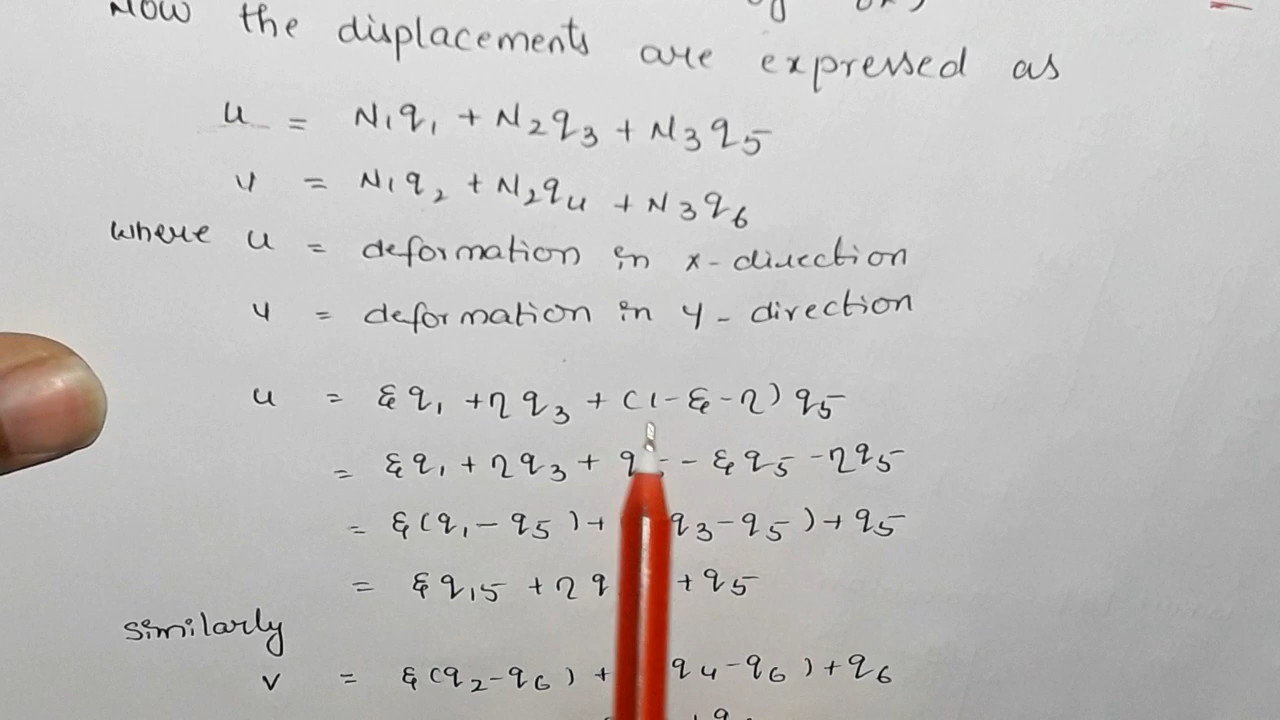 Now the displacements are expressed as
u = N₁q₁ + N₂q₃ + N₃q₅
v = N₁q₂ + N₂q₄ + N₃q₆
where u = deformation in x-direction
v = deformation in y-direction
u = ξq₁ + ηq₃ + (1-ξ-η) q₅
= ξq₁ + ηq₃ + q - ξq₅ - ηq₅
= ξ(q₁ - q₅) + q₃ - q₅) + q₅
= ξq₁₅ + ηq + q₅
similarly
v = ξ(q₂-q₆) + q₄-q₆) + q₆